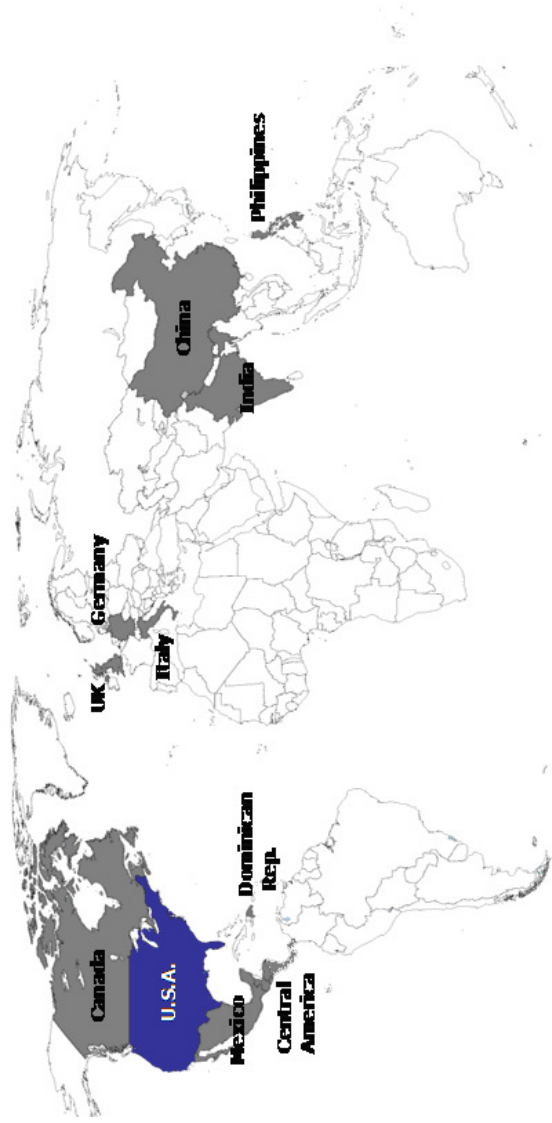 Canada
U.S.A.
Mexico
Central
America
Dominican
Rep.
UK
Germany
Italy
China
India
Philippines